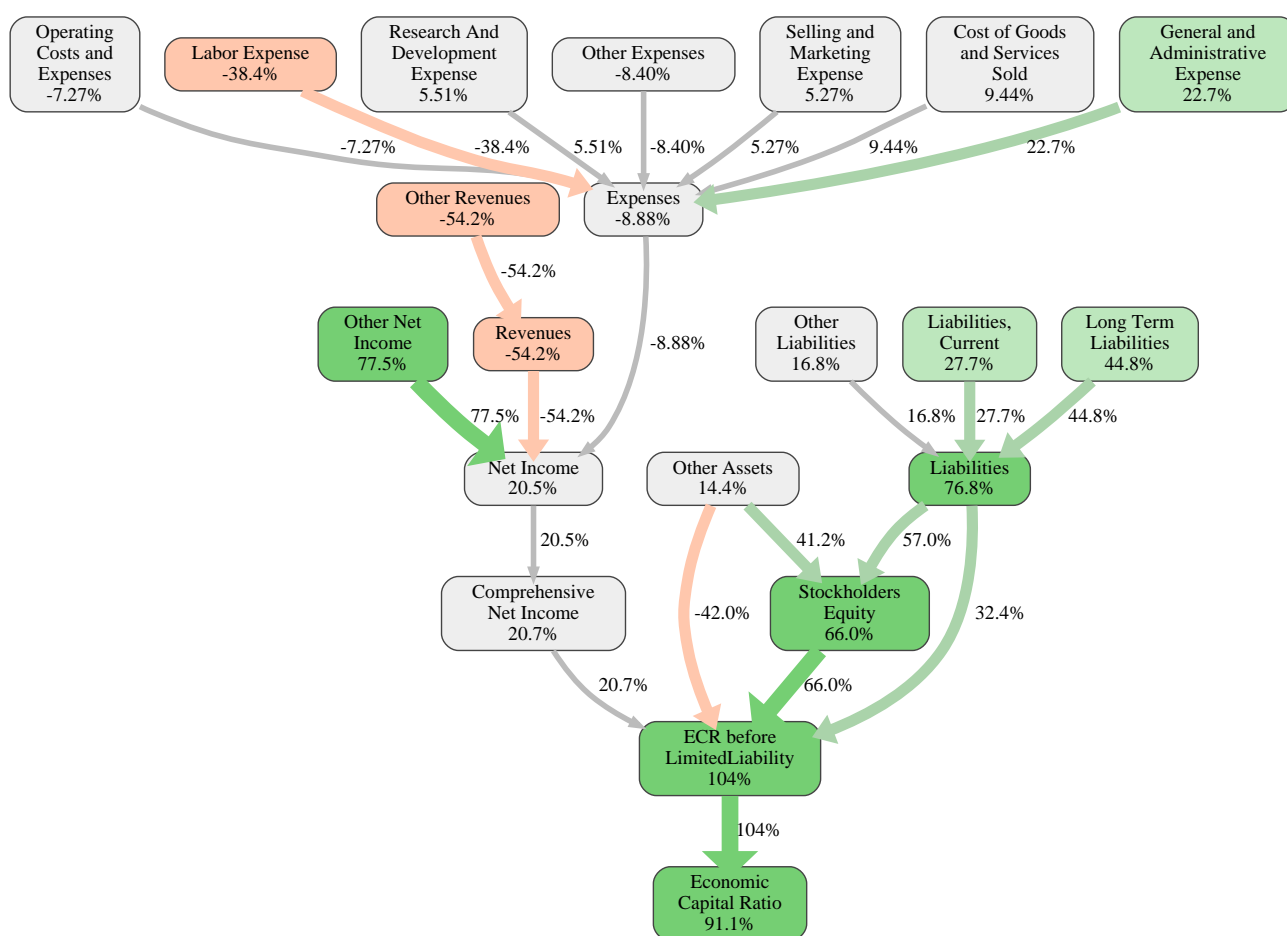 Operating
Costs and
Expenses
-7.27%
Labor Expense
-38.4%
Research And
Development
Expense
5.51%
Other Expenses
-8.40%
Selling and
Marketing
Expense
5.27%
Cost of Goods
and Services
Sold
9.44%
General and
Administrative
Expense
22.7%
-7.27%
-38.4%
5.51%
-8.40%
5.27%
9.44%
22.7%
Other Revenues
-54.2%
Expenses
-8.88%
-54.2%
Other Net
Income
77.5%
Revenues
-54.2%
-8.88%
Other
Liabilities
16.8%
Liabilities,
Current
27.7%
Long Term
Liabilities
44.8%
77.5%
-54.2%
16.8%
27.7%
44.8%
Net Income
20.5%
Other Assets
14.4%
Liabilities
76.8%
20.5%
41.2%
57.0%
Comprehensive
Net Income
20.7%
-42.0%
Stockholders
Equity
66.0%
32.4%
20.7%
66.0%
ECR before
LimitedLiability
104%
104%
Economic
Capital Ratio
91.1%